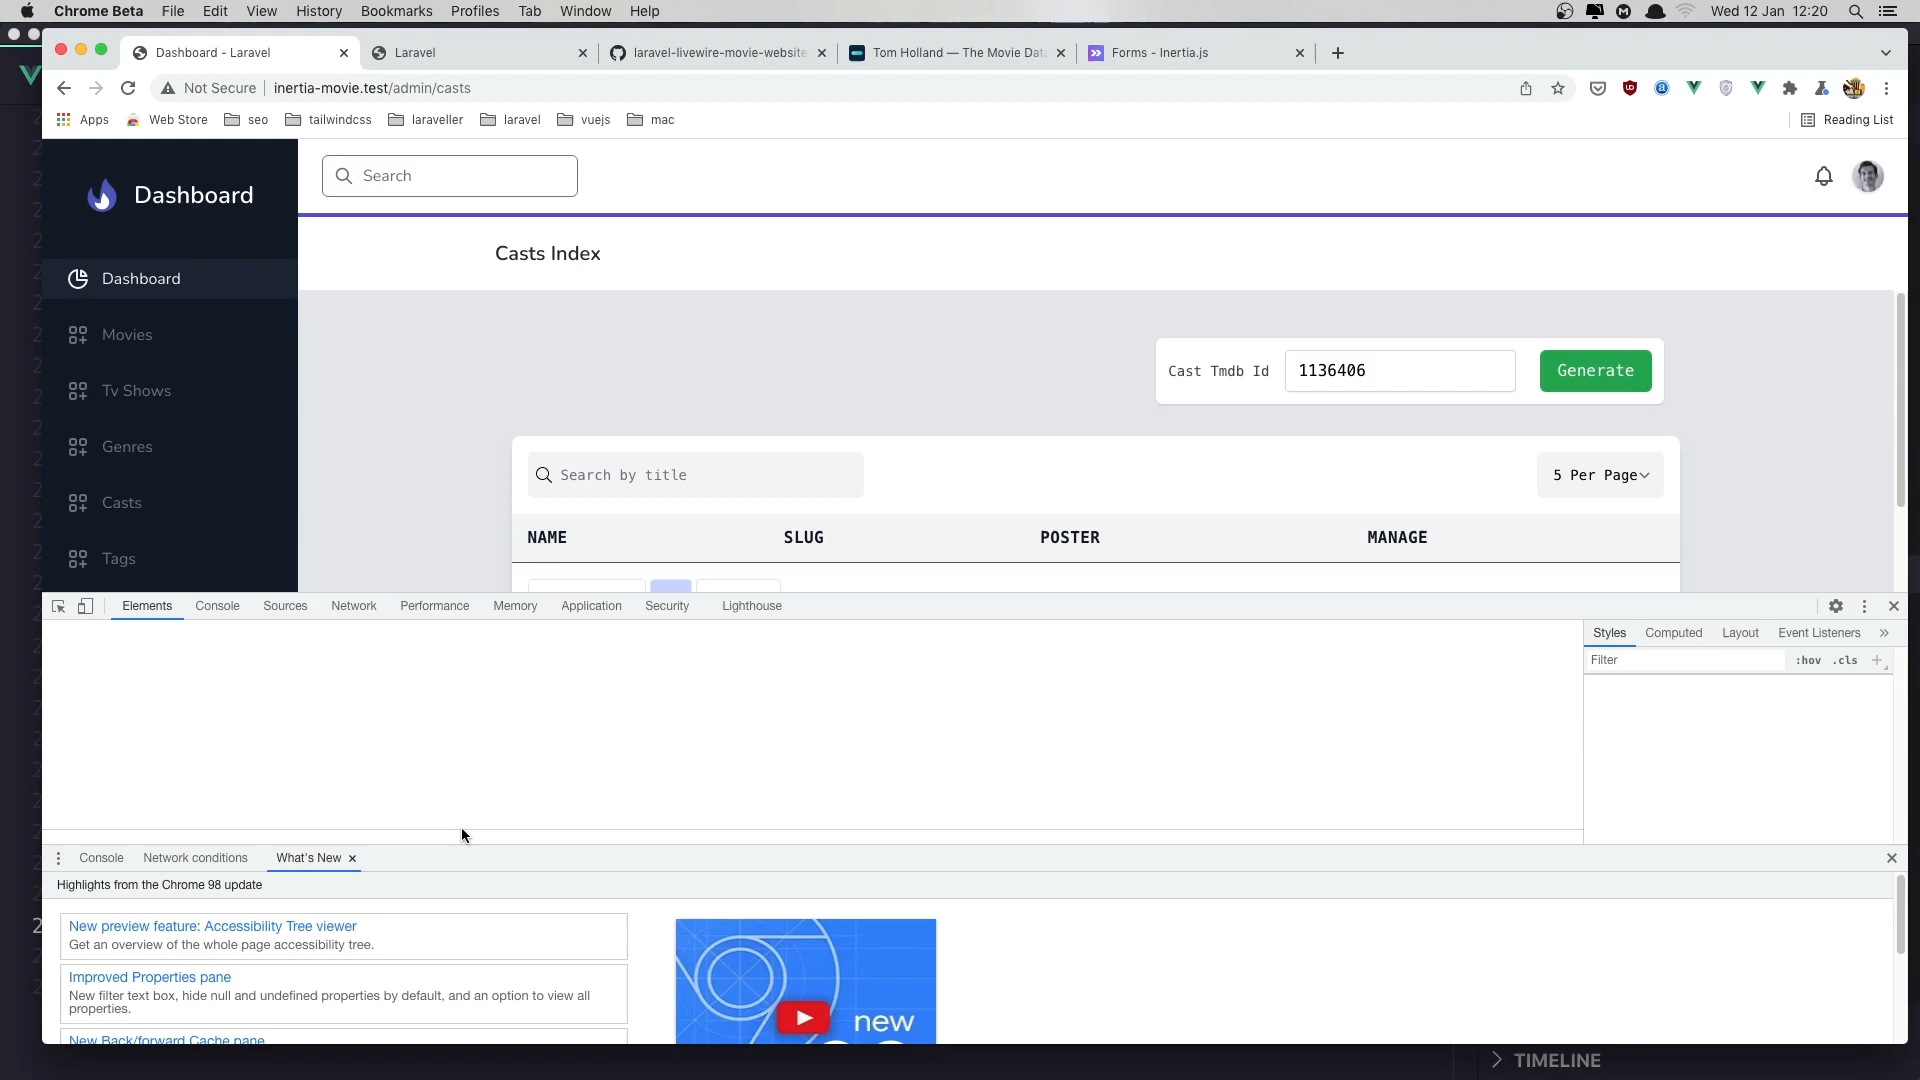 Chrome Beta File Edit View History Bookmarks Profiles Tab Window Help Wed 12 Jan 12:20
Dashboard - Laravel Laravel laravel-livewire-movie-website Tom Holland — The Movie Data Forms - Inertia.js
Not Secure inertia-movie.test/admin/casts
Apps Web Store seo tailwindcss laraveller laravel vuejs mac Reading List
Dashboard
Search
Casts Index
Dashboard
Movies
Tv Shows
Genres
Casts
Tags
Cast Tmdb Id 1136406 Generate
Search by title 5 Per Page
NAME SLUG POSTER MANAGE
Elements Console Sources Network Performance Memory Application Security Lighthouse
Styles Computed Layout Event Listeners
Filter :hov .cls
Console Network conditions What's New
Highlights from the Chrome 98 update
New preview feature: Accessibility Tree viewer
Get an overview of the whole page accessibility tree.
Improved Properties pane
New filter text box, hide null and undefined properties by default, and an option to view all
properties.
New Back/forward Cache pane
new
TIMELINE